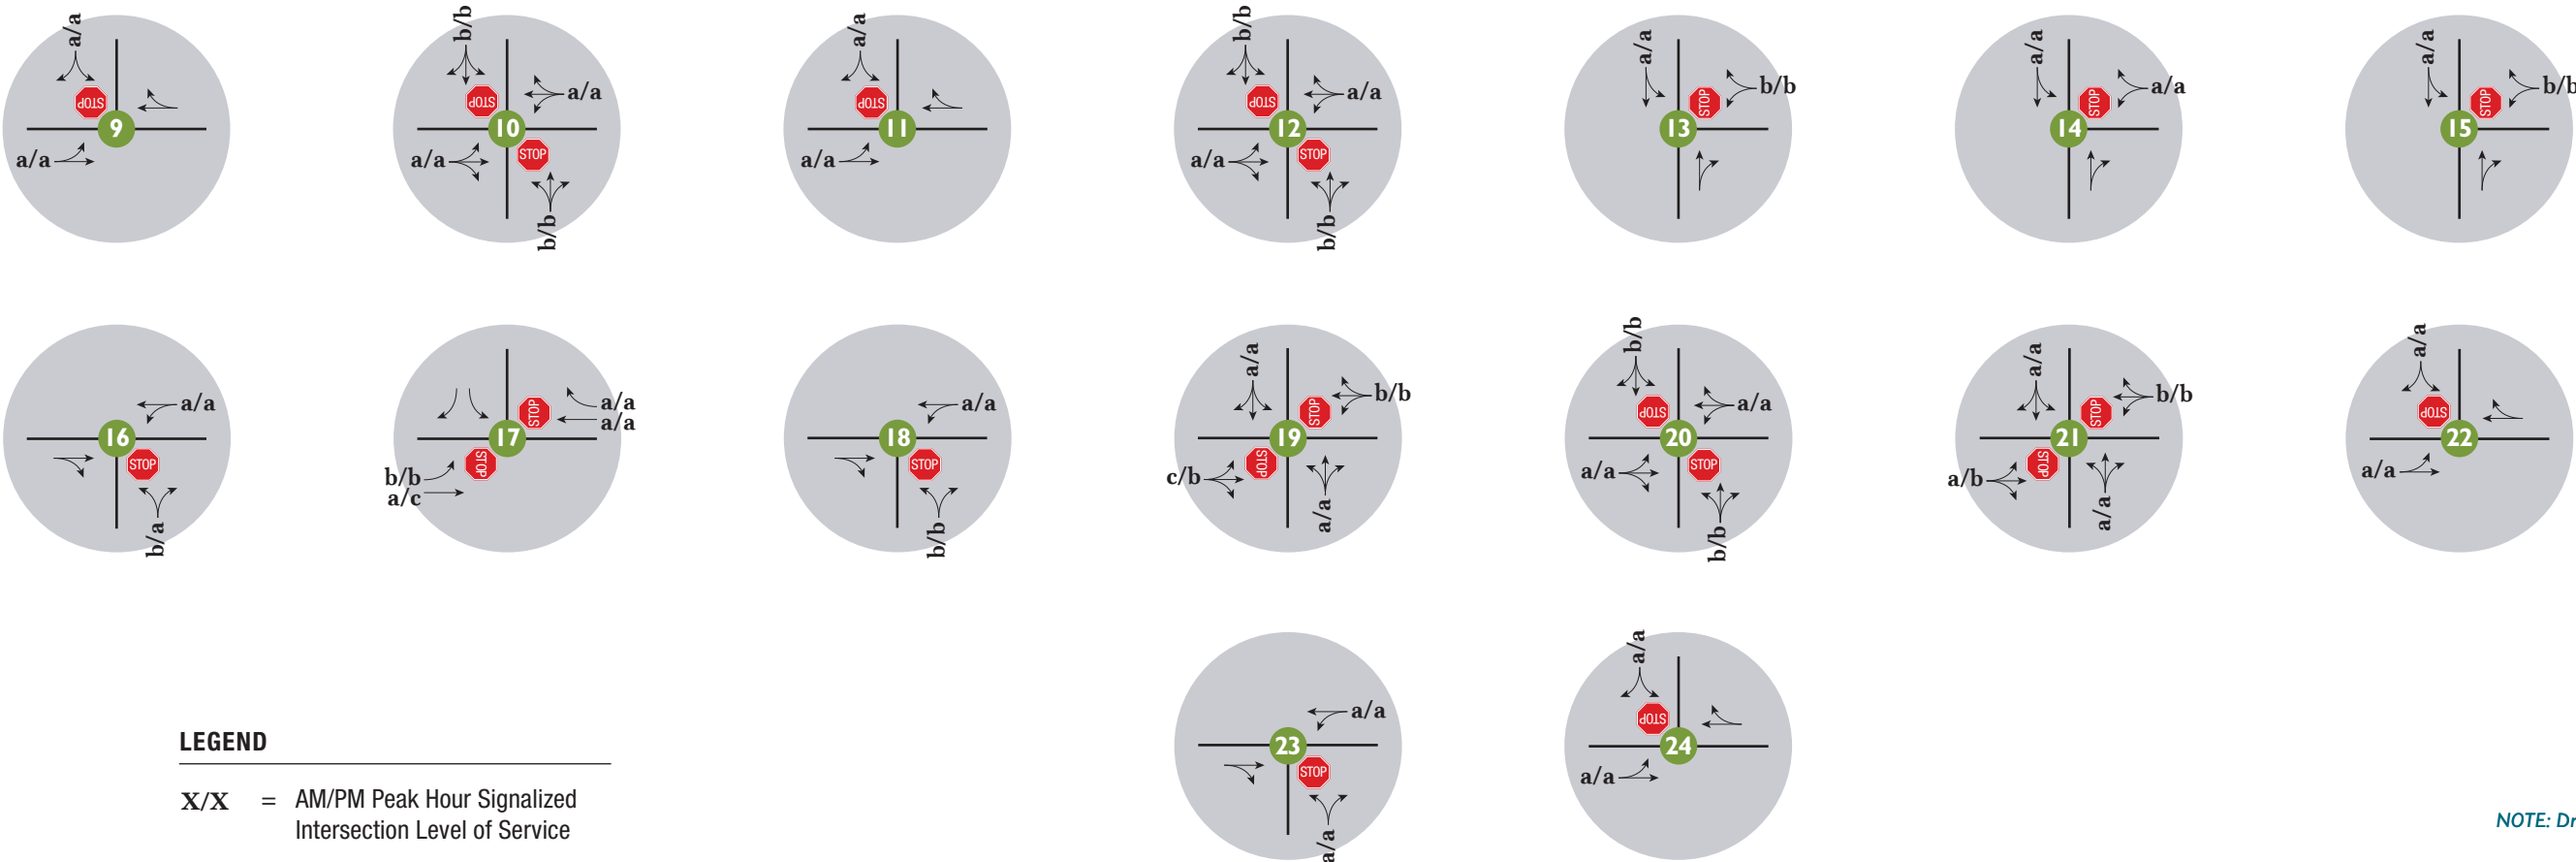 a/a
STOP
9
a/a
b/b
a/a
STOP
10
a/a
STOP
b/b
a/a
STOP
11
a/a
b/b
a/a
STOP
12
a/a
STOP
b/b
a/a
b/b
STOP
13
a/a
a/a
STOP
14
a/a
b/b
STOP
15
a/a
16
STOP
b/a
a/a
a/a
STOP
17
STOP
b/b
a/c
a/a
18
STOP
b/b
a/a
b/b
STOP
19
STOP
c/b
a/a
b/b
a/a
STOP
20
a/a
STOP
b/b
a/a
b/b
STOP
21
STOP
a/b
a/a
a/a
STOP
22
a/a
a/a
23
STOP
a/a
a/a
STOP
24
a/a
LEGEND
X/X = AM/PM Peak Hour Signalized
Intersection Level of Service
NOTE: